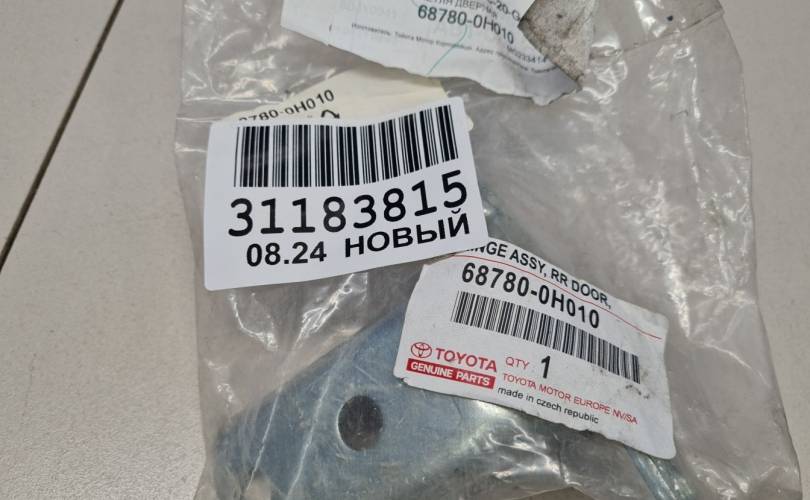 68780-0H010
31183815
08.24 НОВЫЙ
ASSY, RR DOOR,
68780-0H010
TOYOTA
GENUINE PARTS
QTY 1
TOYOTA MOTOR EUROPE NV/SA
made in czech republic